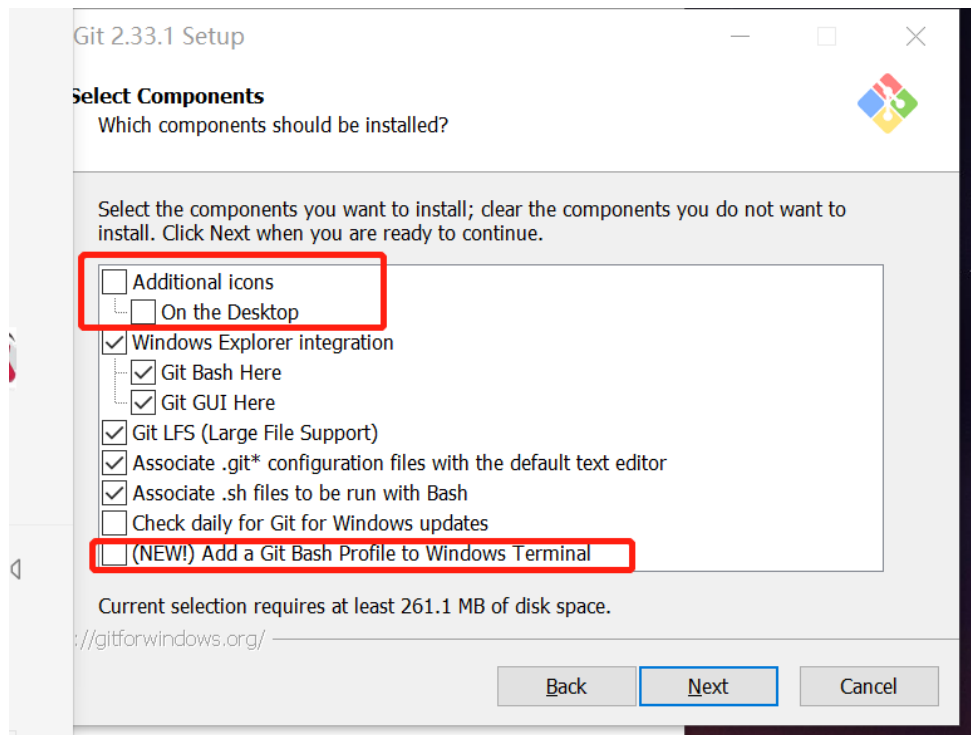 Git 2.33.1 Setup
Select Components
Which components should be installed?
Select the components you want to install; clear the components you do not want to
install. Click Next when you are ready to continue.
Additional icons
On the Desktop
Windows Explorer integration
Git Bash Here
Git GUI Here
Git LFS (Large File Support)
Associate .git* configuration files with the default text editor
Associate .sh files to be run with Bash
Check daily for Git for Windows updates
(NEW!) Add a Git Bash Profile to Windows Terminal
Current selection requires at least 261.1 MB of disk space.
://gitforwindows.org/
Back
Next
Cancel